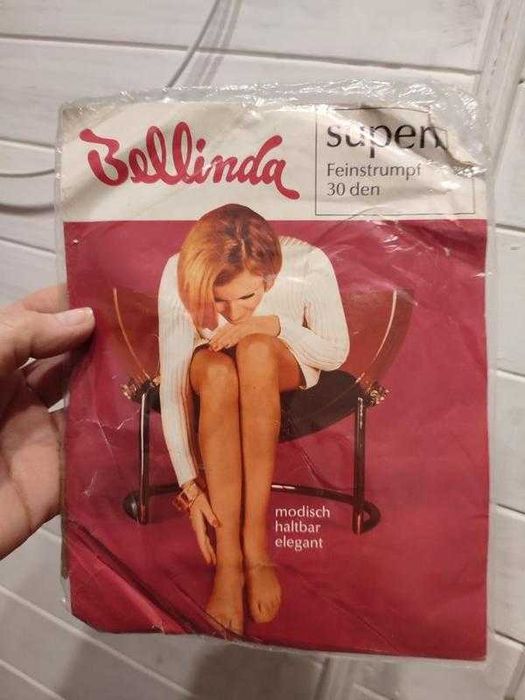 Bellinda
super
Feinstrumpf
30 den
modisch
haltbar
elegant